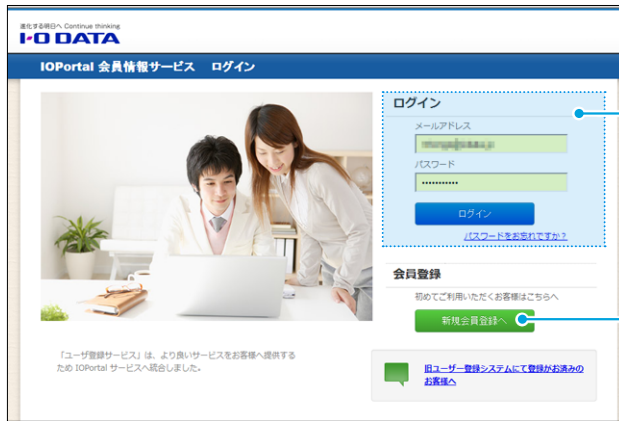 進化する明日へ Continue thinking
I-O DATA
IOPortal 会員情報サービス ログイン
ログイン
メールアドレス
パスワード
•••••••••••
ログイン
パスワードをお忘れですか?
会員登録
初めてご利用いただくお客様はこちらへ
新規会員登録へ
「ユーザ登録サービス」は、より良いサービスをお客様へ提供する
ため IOPortal サービスへ統合しました。
旧ユーザー登録システムにて登録がお済みの
お客様へ